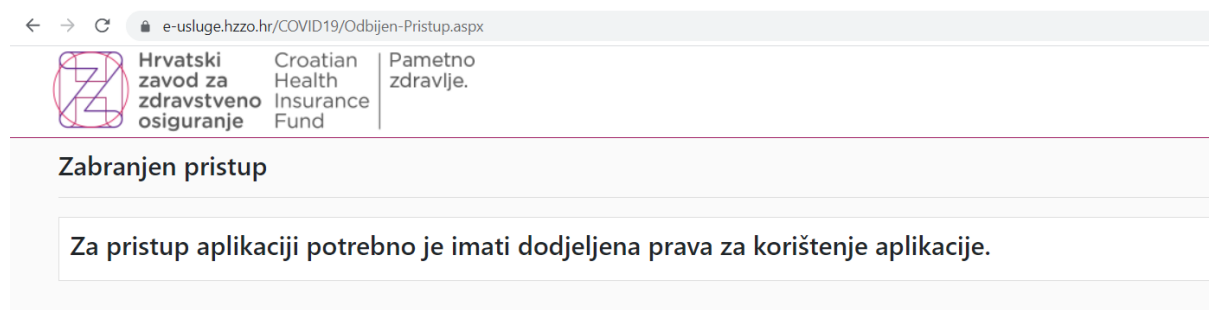 e-usluge.hzzo.hr/COVID19/Odbijen-Pristup.aspx
Hrvatski
zavod za
zdravstveno
osiguranje
Croatian
Health
Insurance
Fund
Pametno
zdravlje.
Zabranjen pristup
Za pristup aplikaciji potrebno je imati dodjeljena prava za korištenje aplikacije.